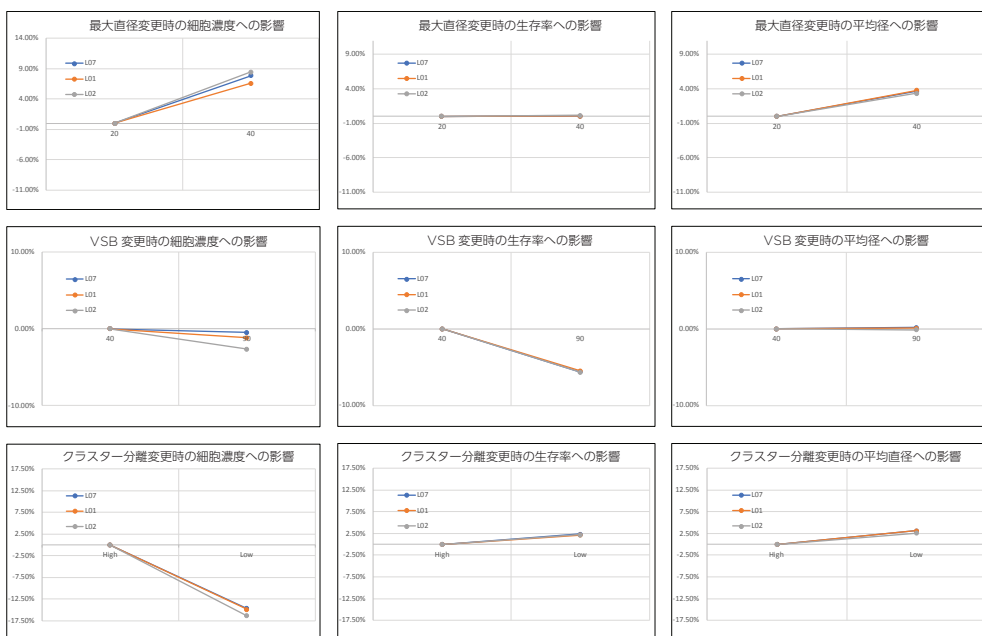 最大直径変更時の細胞濃度への影響
14.00%
9.00%
4.00%
-1.00%
-6.00%
-11.00%
L07
L01
L02
20
40
最大直径変更時の生存率への影響
9.00%
4.00%
-1.00%
-6.00%
-11.00%
L07
L01
L02
20
40
最大直径変更時の平均径への影響
9.00%
4.00%
-1.00%
-6.00%
-11.00%
L07
L01
L02
20
40
VSB 変更時の細胞濃度への影響
10.00%
0.00%
-10.00%
L07
L01
L02
40
90
VSB 変更時の生存率への影響
10.00%
0.00%
-10.00%
L07
L01
L02
40
90
VSB 変更時の平均径への影響
10.00%
0.00%
-10.00%
L07
L01
L02
40
90
クラスター分離変更時の細胞濃度への影響
17.50%
12.50%
7.50%
2.50%
-2.50%
-7.50%
-12.50%
-17.50%
L07
L01
L02
High
Low
クラスター分離変更時の生存率への影響
17.50%
12.50%
7.50%
2.50%
-2.50%
-7.50%
-12.50%
-17.50%
L07
L01
L02
High
Low
クラスター分離変更時の平均直径への影響
17.50%
12.50%
7.50%
2.50%
-2.50%
-7.50%
-12.50%
-17.50%
L07
L01
L02
High
Low